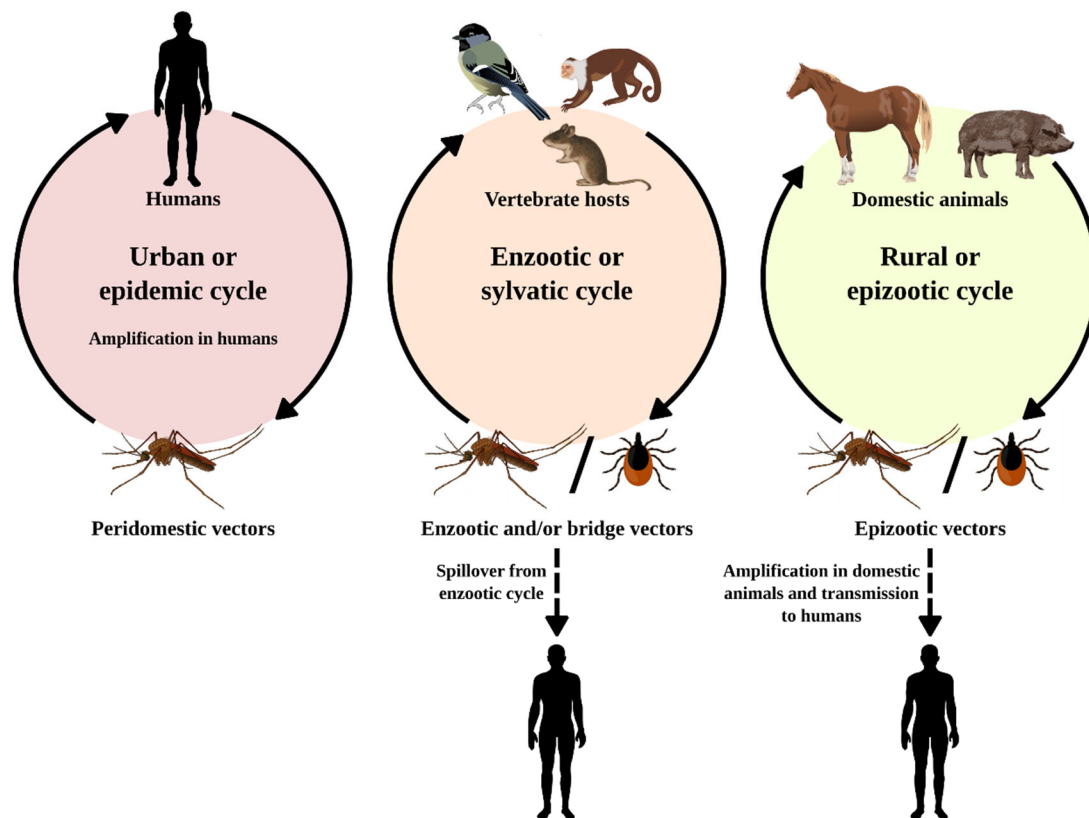 Humans
Urban or
epidemic cycle
Amplification in humans
Peridomestic vectors
Vertebrate hosts
Enzootic or
sylvatic cycle
Enzootic and/or bridge vectors
Spillover from
enzootic cycle
Domestic animals
Rural or
epizootic cycle
Epizootic vectors
Amplification in domestic
animals and transmission
to humans